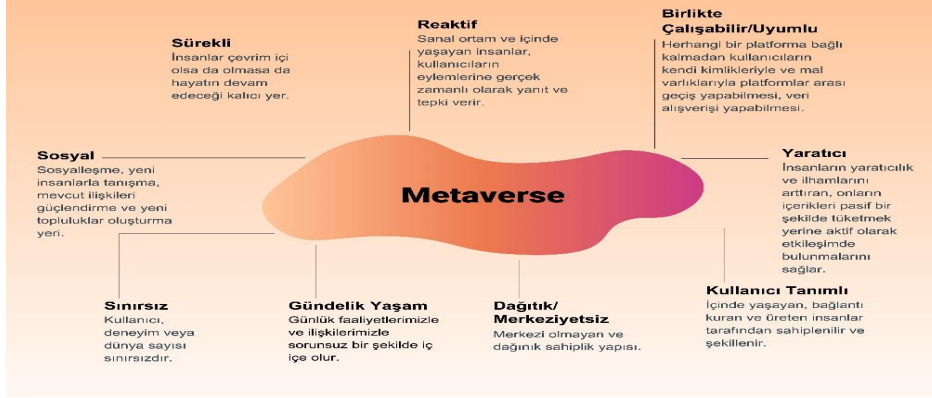 Sürekli
İnsanlar çevrim içi
olsa da olmasa da
hayatın devam
edeceği kalıcı yer.
Reaktif
Sanal ortam ve içinde
yaşayan insanlar,
kullanıcıların
eylemlerine gerçek
zamanlı olarak yanıt ve
tepki verir.
Birlikte
Çalışabilir/Uyumlu
Herhangi bir platforma bağlı
kalmadan kullanıcıların
kendi kimlikleriyle ve mal
varlıklarıyla platformlar arası
geçiş yapabilmesi, veri
alışverişi yapabilmesi.
Sosyal
Sosyalleşme, yeni
insanlarla tanışma,
mevcut ilişkileri
güçlendirme ve yeni
topluluklar oluşturma
yeri.
Metaverse
Yaratıcı
İnsanların yaratıcılık
ve ilhamlarını
arttıran, onların
içerikleri pasif bir
şekilde tüketmek
yerine aktif olarak
etkileşimde
bulunmalarını
sağlar.
Sınırsız
Kullanıcı,
deneyim veya
dünya sayısı
sınırsızdır.
Gündelik Yaşam
Günlük faaliyetlerimizle
ve ilişkilerimizle
sorunsuz bir şekilde iç
içe olur.
Dağıtık/
Merkeziyetsiz
Merkezi olmayan ve
dağınık sahiplik yapısı.
Kullanıcı Tanımlı
İçinde yaşayan, bağlantı
kuran ve üreten insanlar
tarafından sahiplenilir ve
şekillenir.